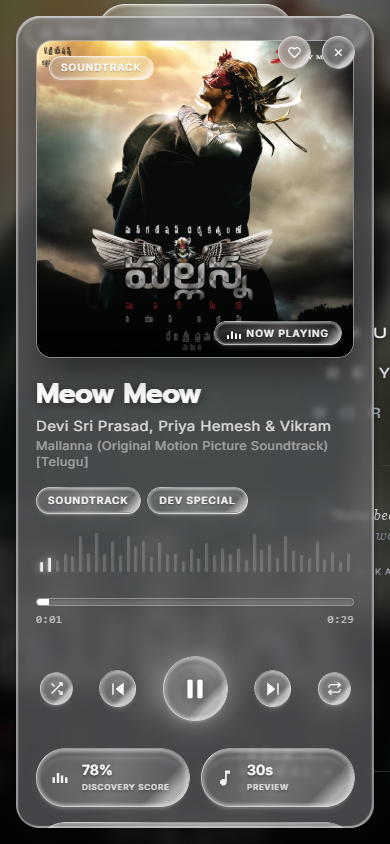 SOUNDTRACK
మల్లన్న
NOW PLAYING
Meow Meow
Devi Sri Prasad, Priya Hemesh & Vikram
Mallanna (Original Motion Picture Soundtrack)
[Telugu]
SOUNDTRACK
DEV SPECIAL
0:01
0:29
78%
DISCOVERY SCORE
30s
PREVIEW